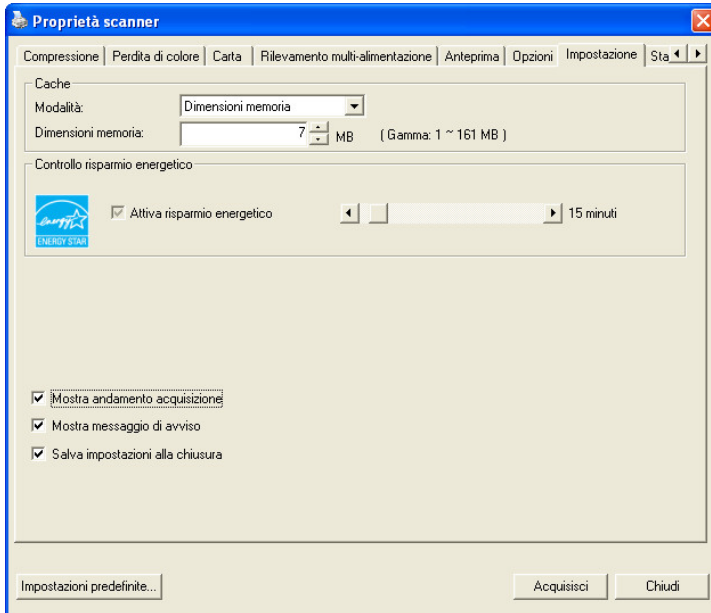 Proprietà scanner
Compressione Perdita di colore Carta Rilevamento multi-alimentazione Anteprima Opzioni Impostazione Sta
Cache
Modalità: Dimensioni memoria
Dimensioni memoria: 7 MB ( Gamma: 1 ~ 161 MB )
Controllo risparmio energetico
energy
ENERGY STAR
Attiva risparmio energetico 15 minuti
Mostra andamento acquisizione
Mostra messaggio di avviso
Salva impostazioni alla chiusura
Impostazioni predefinite... Acquisisci Chiudi